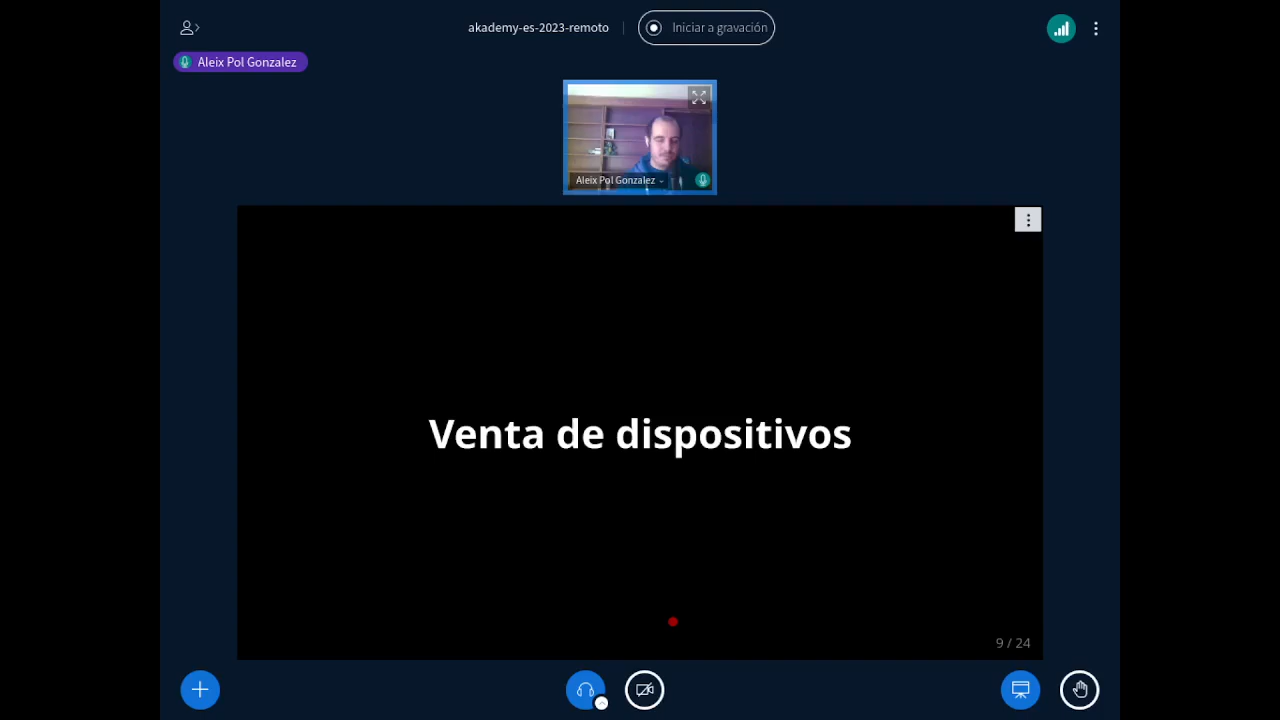 akademy-es-2023-remoto
Iniciar a gravación
Aleix Pol Gonzalez
Aleix Pol Gonzalez
Venta de dispositivos
9 / 24